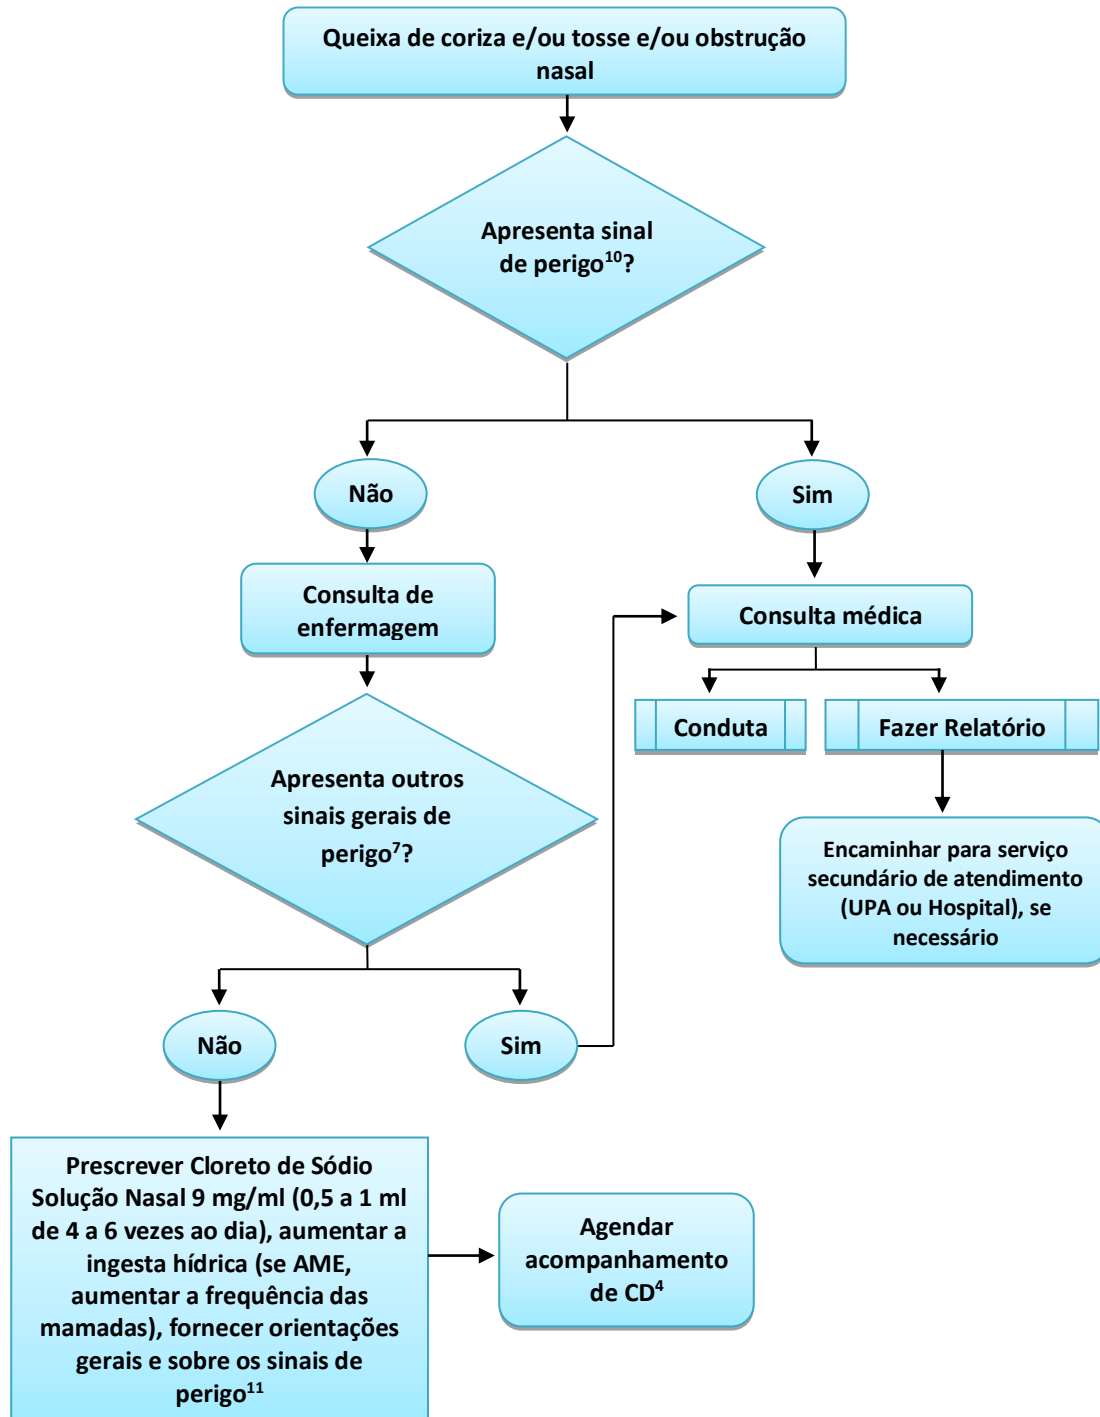 Queixa de coriza e/ou tosse e/ou obstrução
nasal
Apresenta sinal
de perigo¹⁰?
Não
Sim
Consulta de
enfermagem
Consulta médica
Conduta
Fazer Relatório
Apresenta outros
sinais gerais de
perigo⁷?
Encaminhar para serviço
secundário de atendimento
(UPA ou Hospital), se
necessário
Não
Sim
Prescrever Cloreto de Sódio
Solução Nasal 9 mg/ml (0,5 a 1 ml
de 4 a 6 vezes ao dia), aumentar a
ingesta hídrica (se AME,
aumentar a frequência das
mamadas), fornecer orientações
gerais e sobre os sinais de
perigo¹¹
Agendar
acompanhamento
de CD⁴